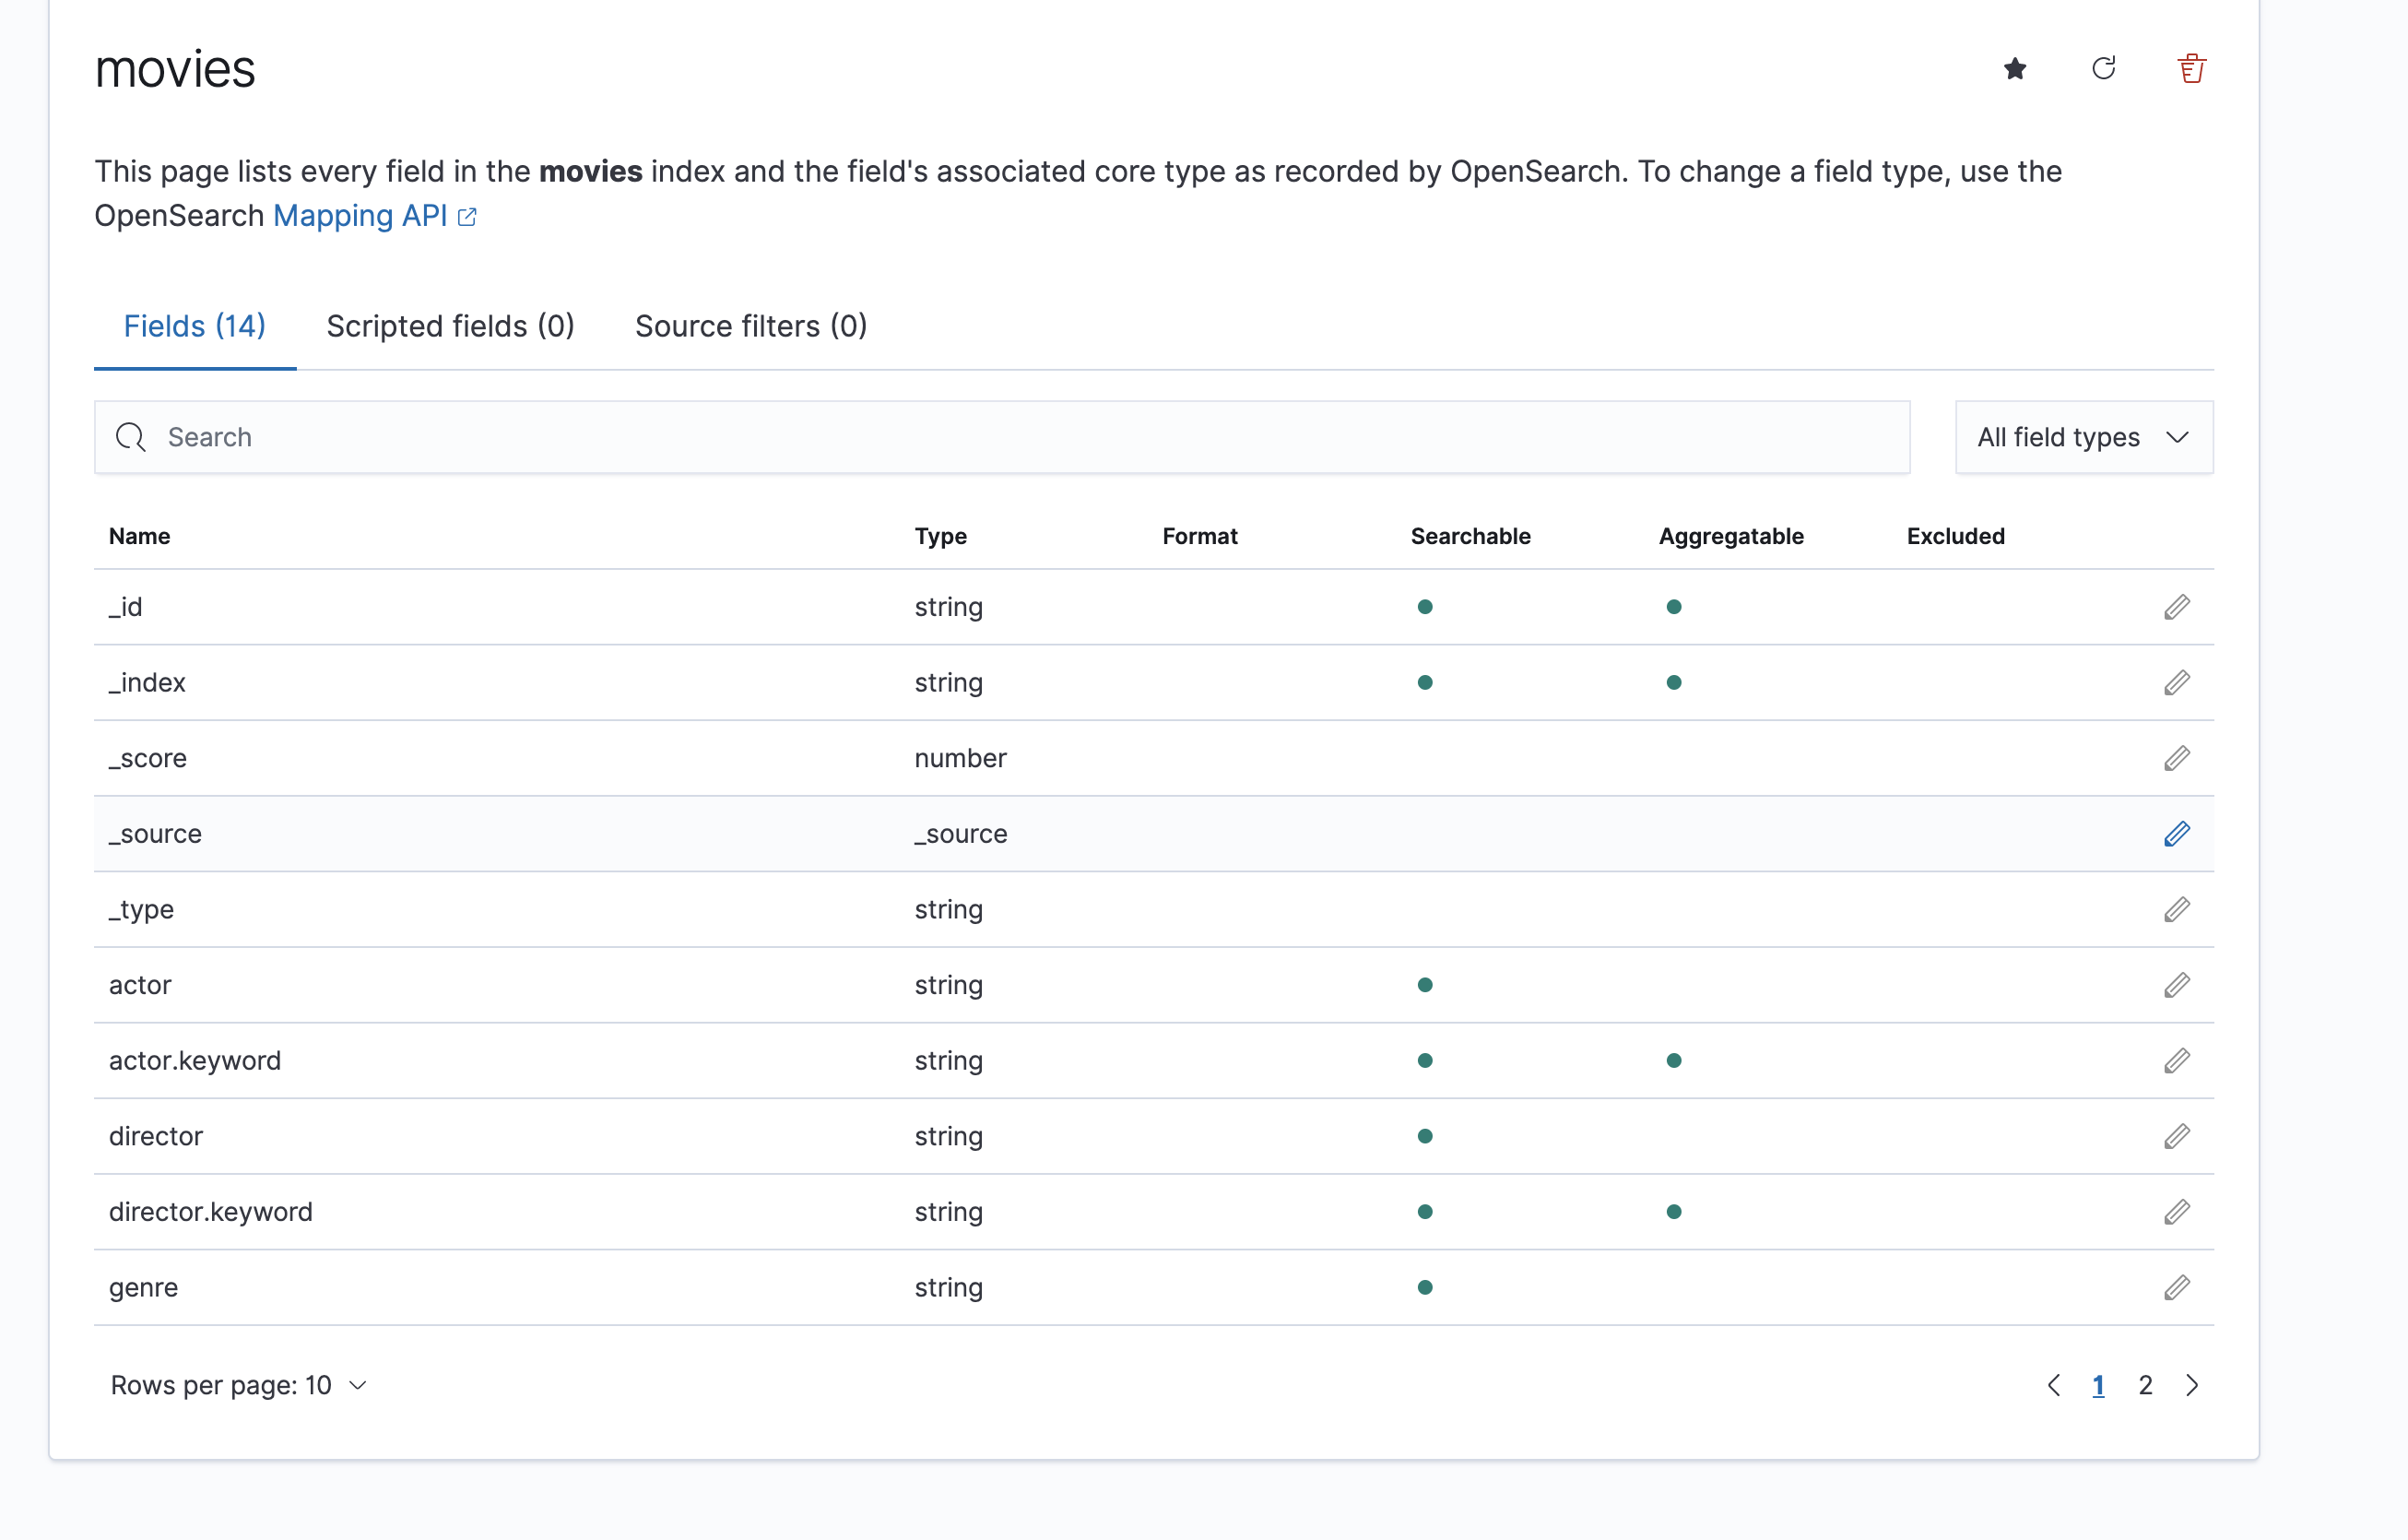 movies
This page lists every field in the movies index and the field's associated core type as recorded by OpenSearch. To change a field type, use the
OpenSearch Mapping API
Fields (14) Scripted fields (0) Source filters (0)
Search All field types
Name Type Format Searchable Aggregatable Excluded
_id string
_index string
_score number
_source _source
_type string
actor string
actor.keyword string
director string
director.keyword string
genre string
Rows per page: 10 1 2